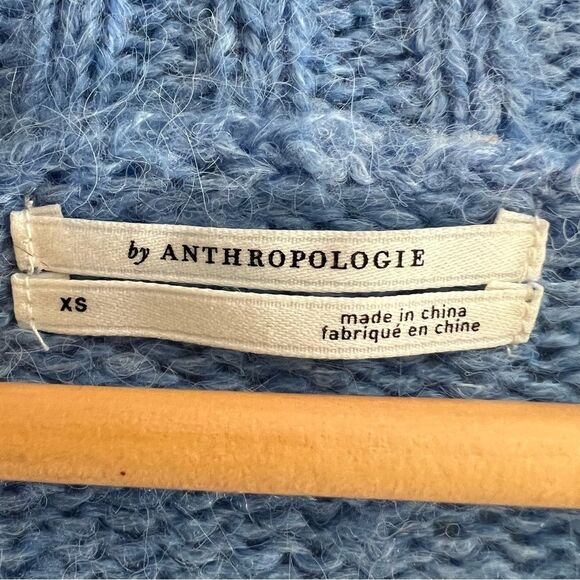 by ANTHROPOLOGIE
XS
made in china
fabriqué en chine